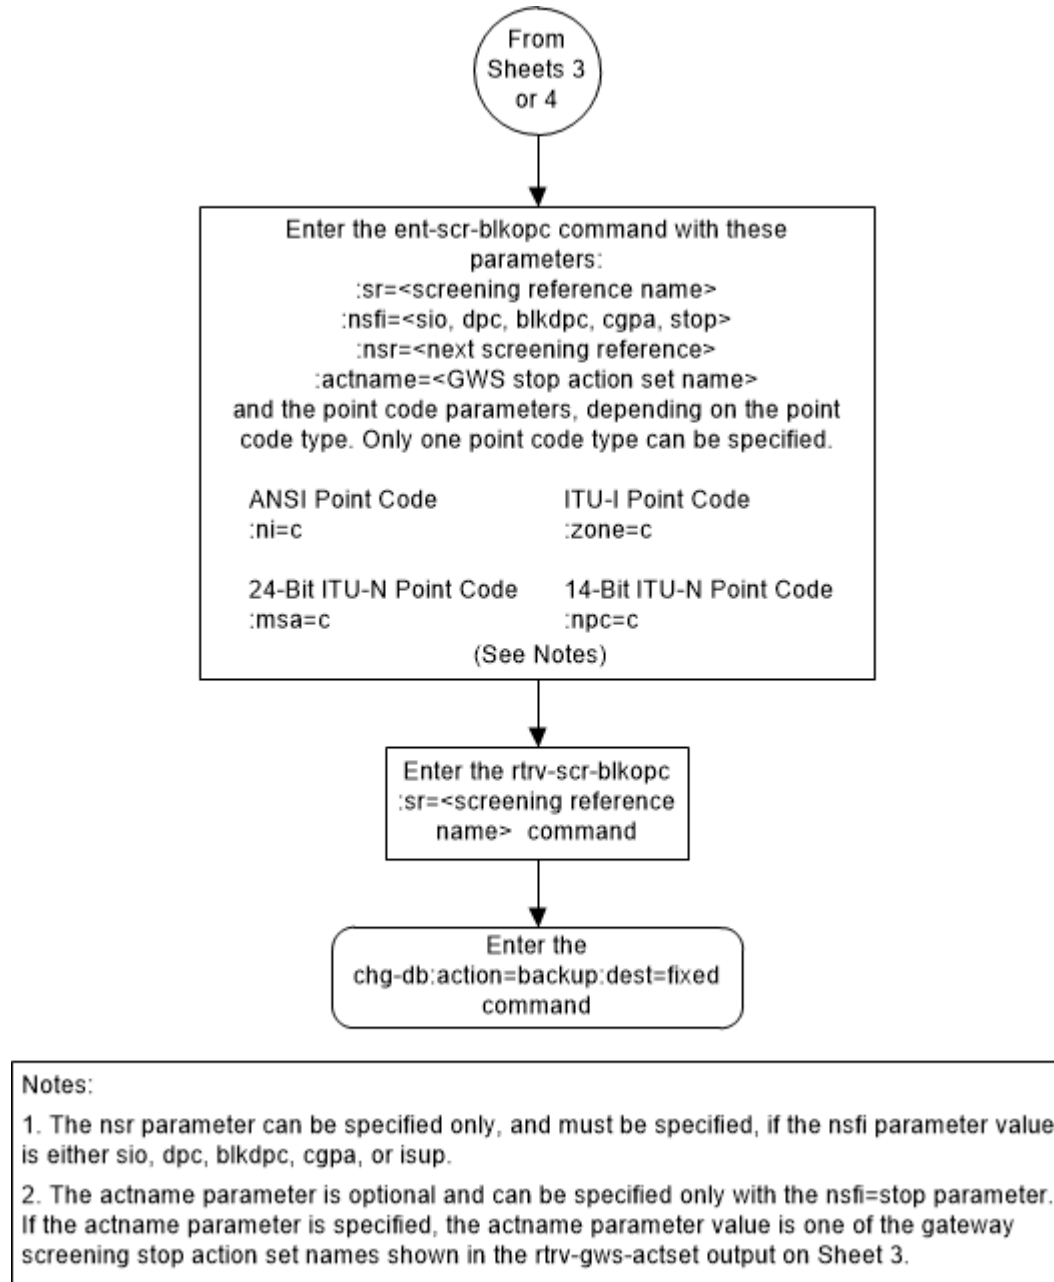 From
Sheets 3
or 4
Enter the ent-scr-blkopc command with these
parameters:
:sr=<screening reference name>
:nsfi=<sio, dpc, blkdpc, cgpa, stop>
:nsr=<next screening reference>
:actname=<GWS stop action set name>
and the point code parameters, depending on the point
code type. Only one point code type can be specified.
ANSI Point Code
:ni=c
ITU-I Point Code
:zone=c
24-Bit ITU-N Point Code
:msa=c
14-Bit ITU-N Point Code
:npc=c
(See Notes)
Enter the rtrv-scr-blkopc
:sr=<screening reference
name> command
Enter the
chg-db:action=backup:dest=fixed
command
Notes:
1. The nsr parameter can be specified only, and must be specified, if the nsfi parameter value
is either sio, dpc, blkdpc, cgpa, or isup.
2. The actname parameter is optional and can be specified only with the nsfi=stop parameter.
If the actname parameter is specified, the actname parameter value is one of the gateway
screening stop action set names shown in the rtrv-gws-actset output on Sheet 3.